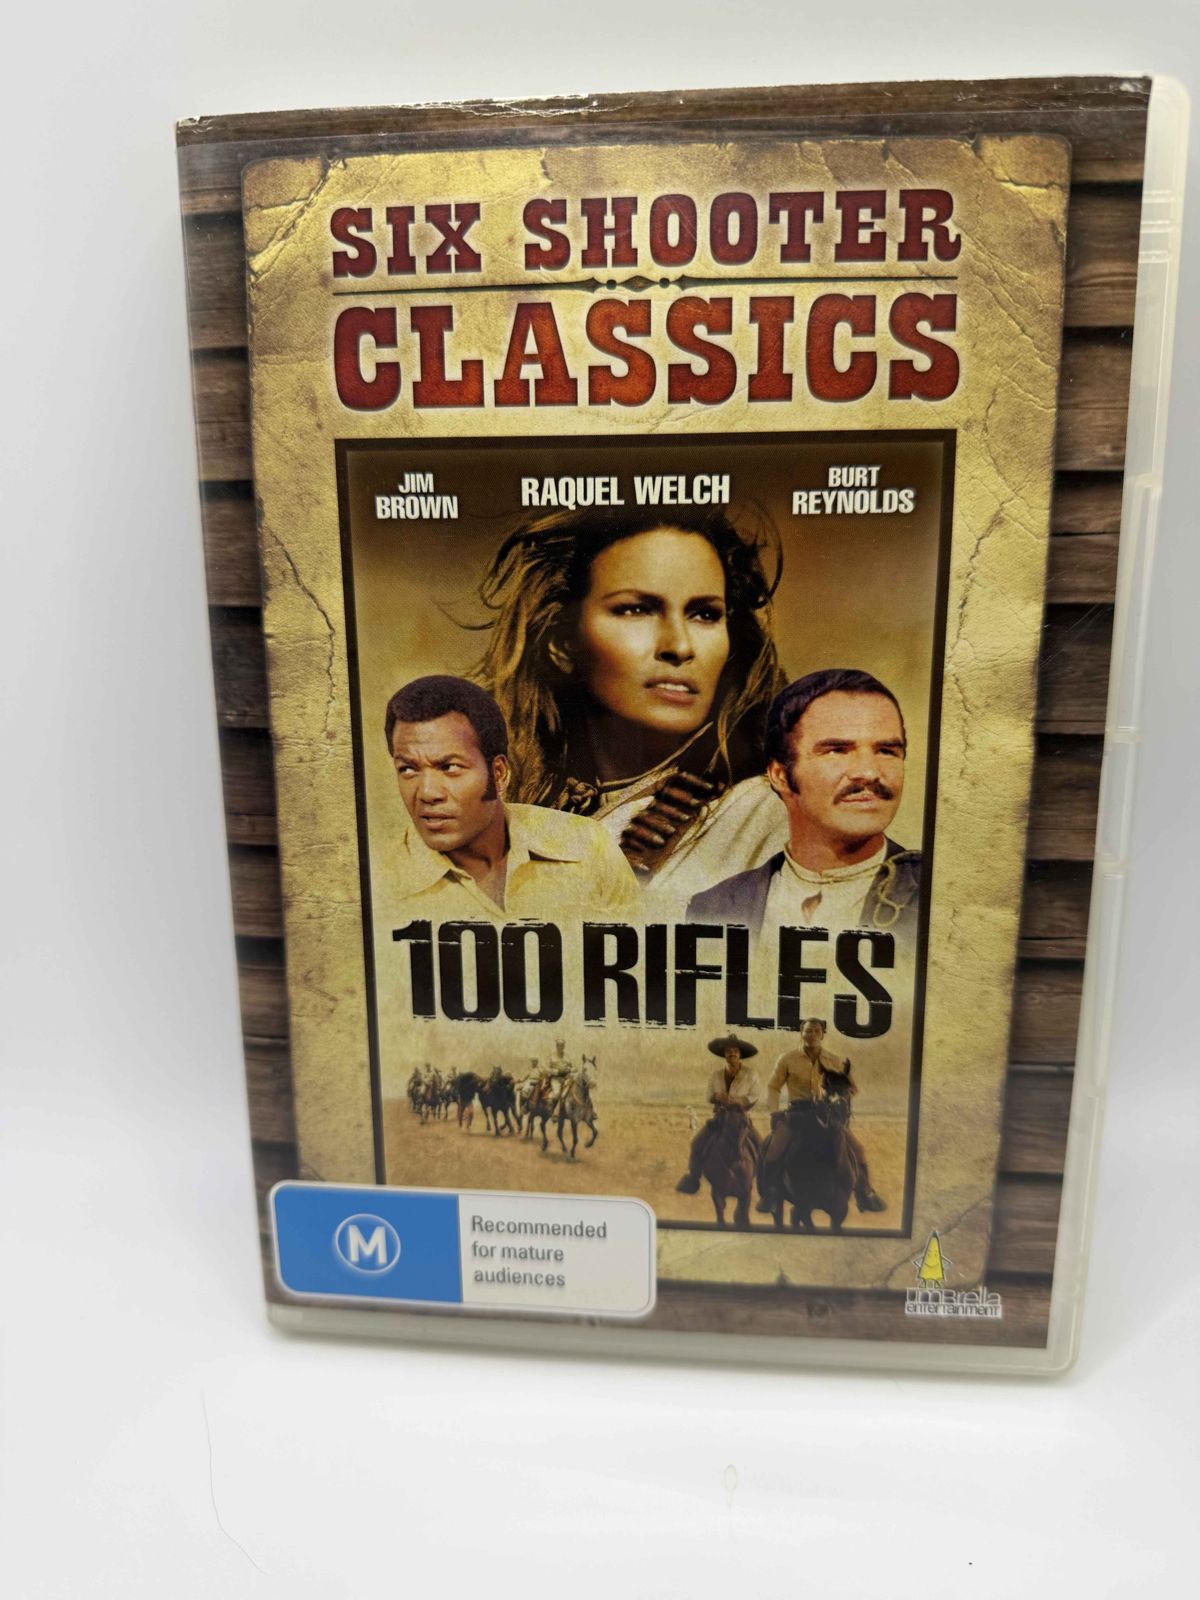 SIX SHOOTER
CLASSICS
JIM
BROWN
RAQUEL WELCH
BURT
REYNOLDS
100 RIFLES
M
Recommended
for mature
audiences
umBrella
entertainment